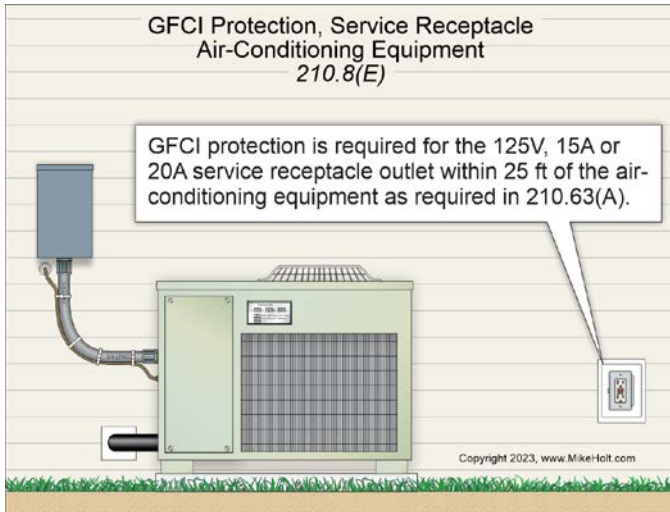 GFCI Protection, Service Receptacle
Air-Conditioning Equipment
210.8(E)
GFCI protection is required for the 125V, 15A or
20A service receptacle outlet within 25 ft of the air-
conditioning equipment as required in 210.63(A).
Copyright 2023, www.MikeHolt.com